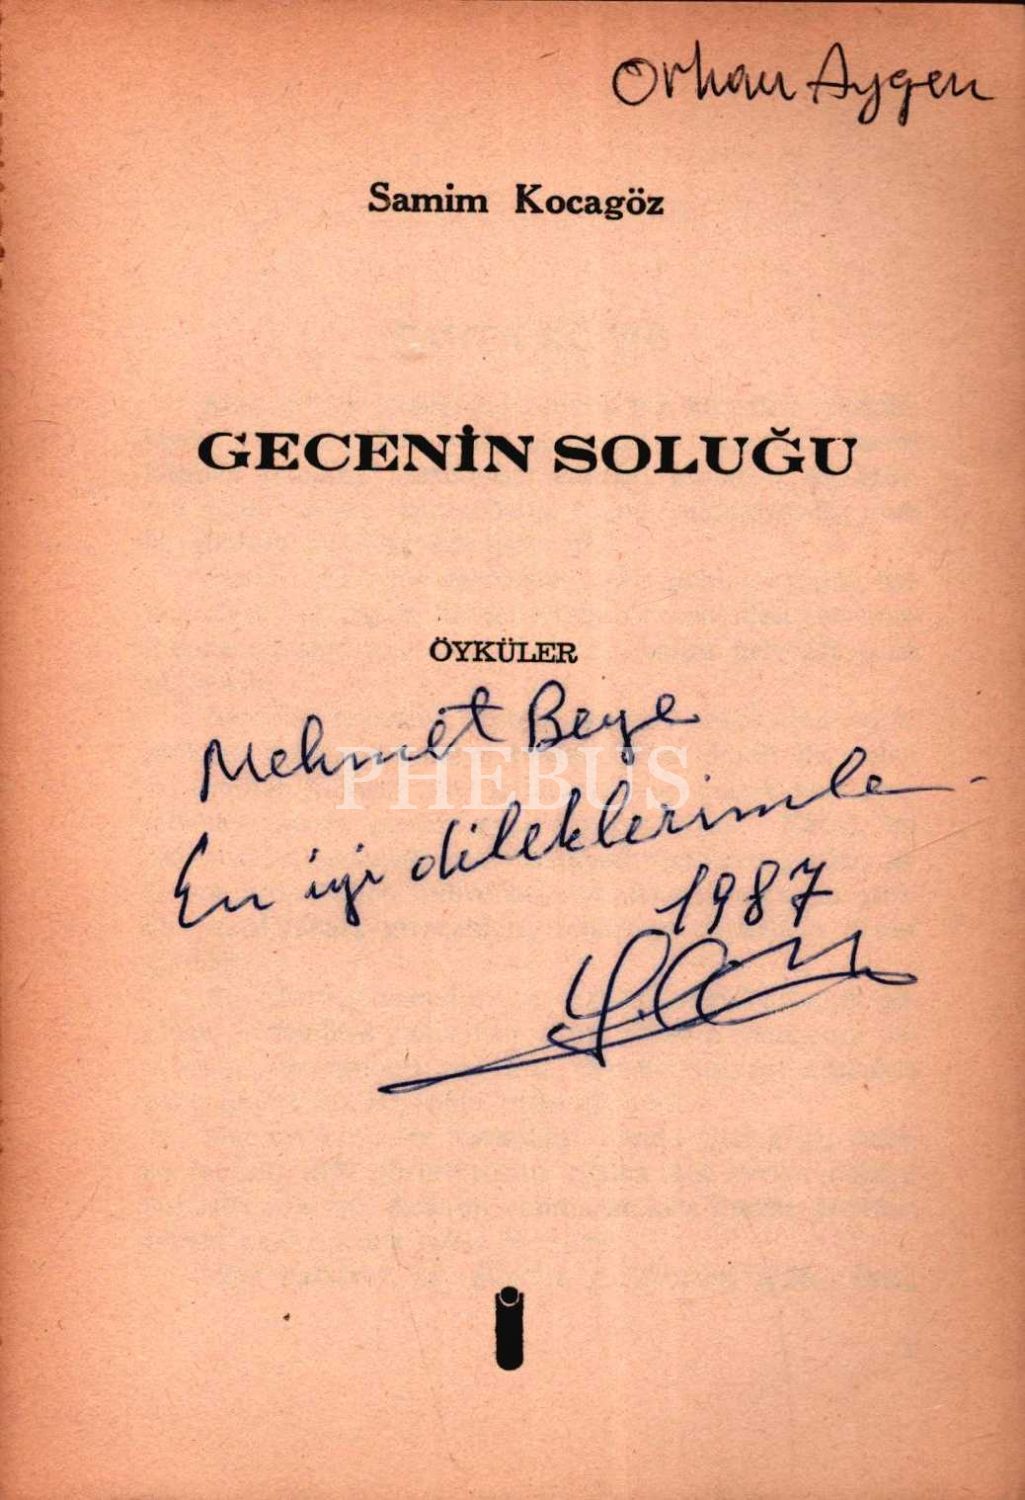 Orhan Aygen
Samim Kocagöz
GECENİN SOLUĞU
ÖYKÜLER
Mehmet Beye
PHEBUS
En iyi dileklerimle
1987